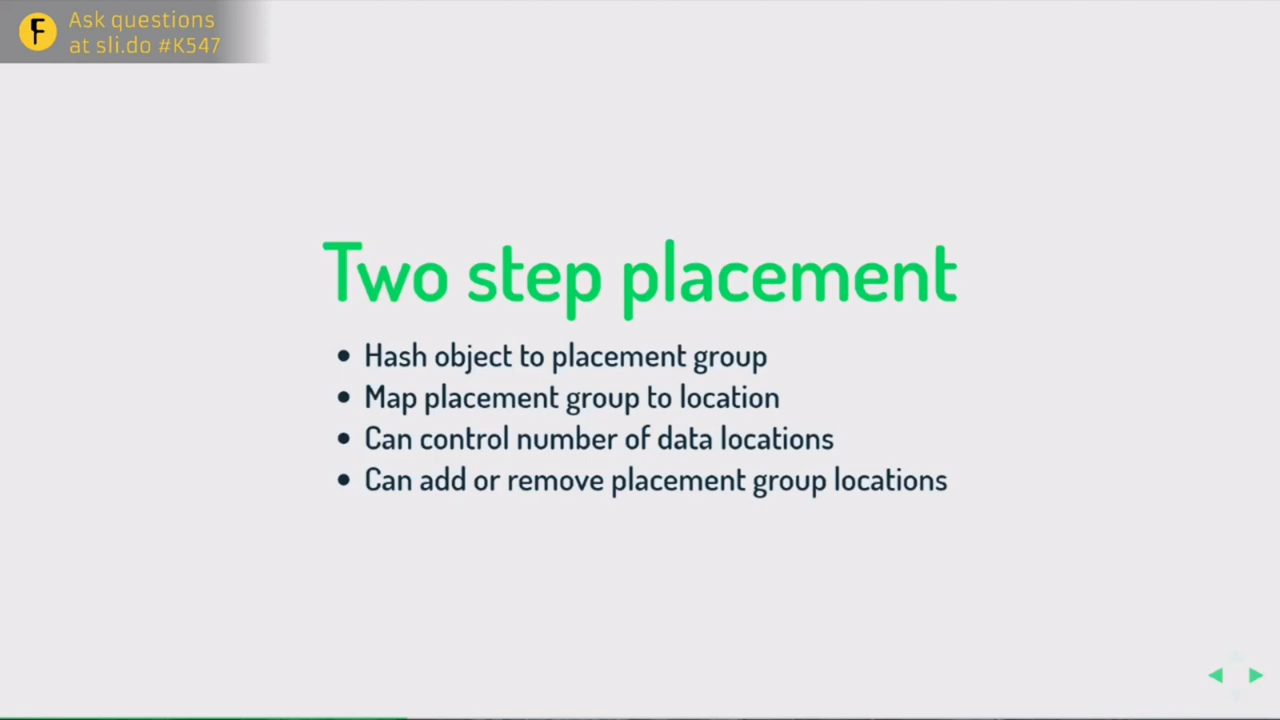 F
Ask questions
at sli.do #K547
Two step placement
• Hash object to placement group
• Map placement group to location
• Can control number of data locations
• Can add or remove placement group locations